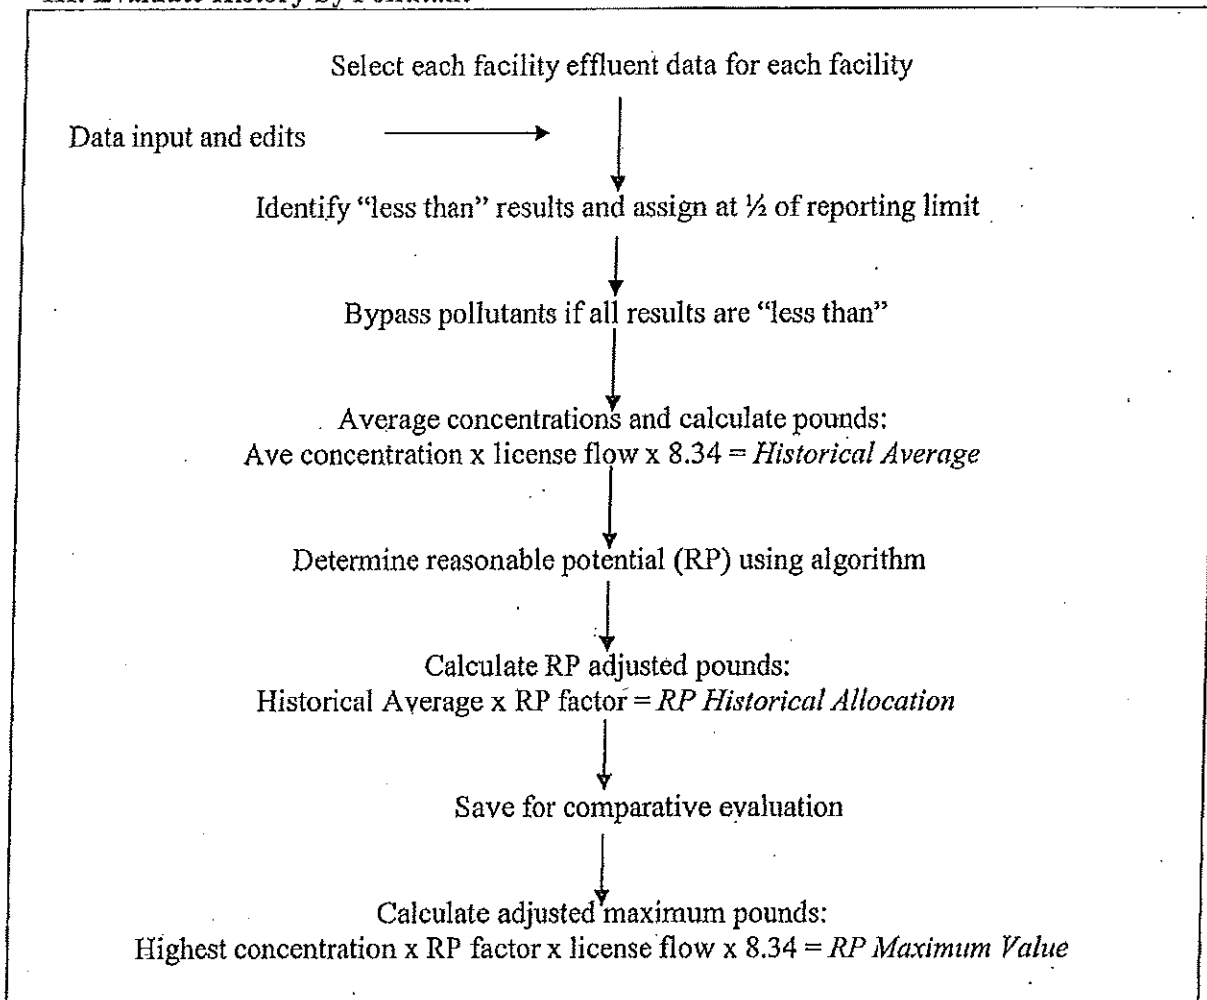 Select each facility effluent data for each facility
Data input and edits
Identify “less than” results and assign at ½ of reporting limit
Bypass pollutants if all results are “less than”
Average concentrations and calculate pounds:
Ave concentration x license flow x 8.34 = Historical Average
Determine reasonable potential (RP) using algorithm
Calculate RP adjusted pounds:
Historical Average x RP factor = RP Historical Allocation
Save for comparative evaluation
Calculate adjusted maximum pounds:
Highest concentration x RP factor x license flow x 8.34 = RP Maximum Value